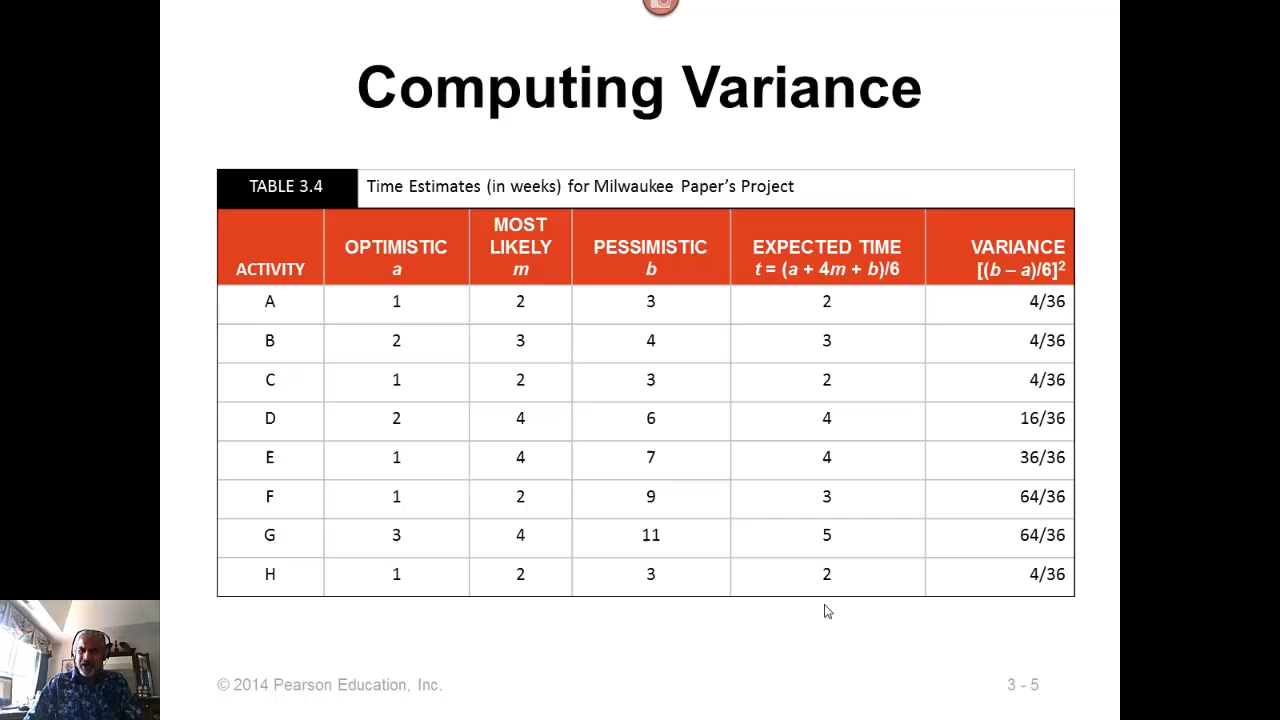 Computing Variance
TABLE 3.4 Time Estimates (in weeks) for Milwaukee Paper's Project
ACTIVITY OPTIMISTIC a MOST LIKELY m PESSIMISTIC b EXPECTED TIME t = (a + 4m + b)/6 VARIANCE [(b – a)/6]²
A 1 2 3 2 4/36
B 2 3 4 3 4/36
C 1 2 3 2 4/36
D 2 4 6 4 16/36
E 1 4 7 4 36/36
F 1 2 9 3 64/36
G 3 4 11 5 64/36
H 1 2 3 2 4/36
© 2014 Pearson Education, Inc.
3 - 5